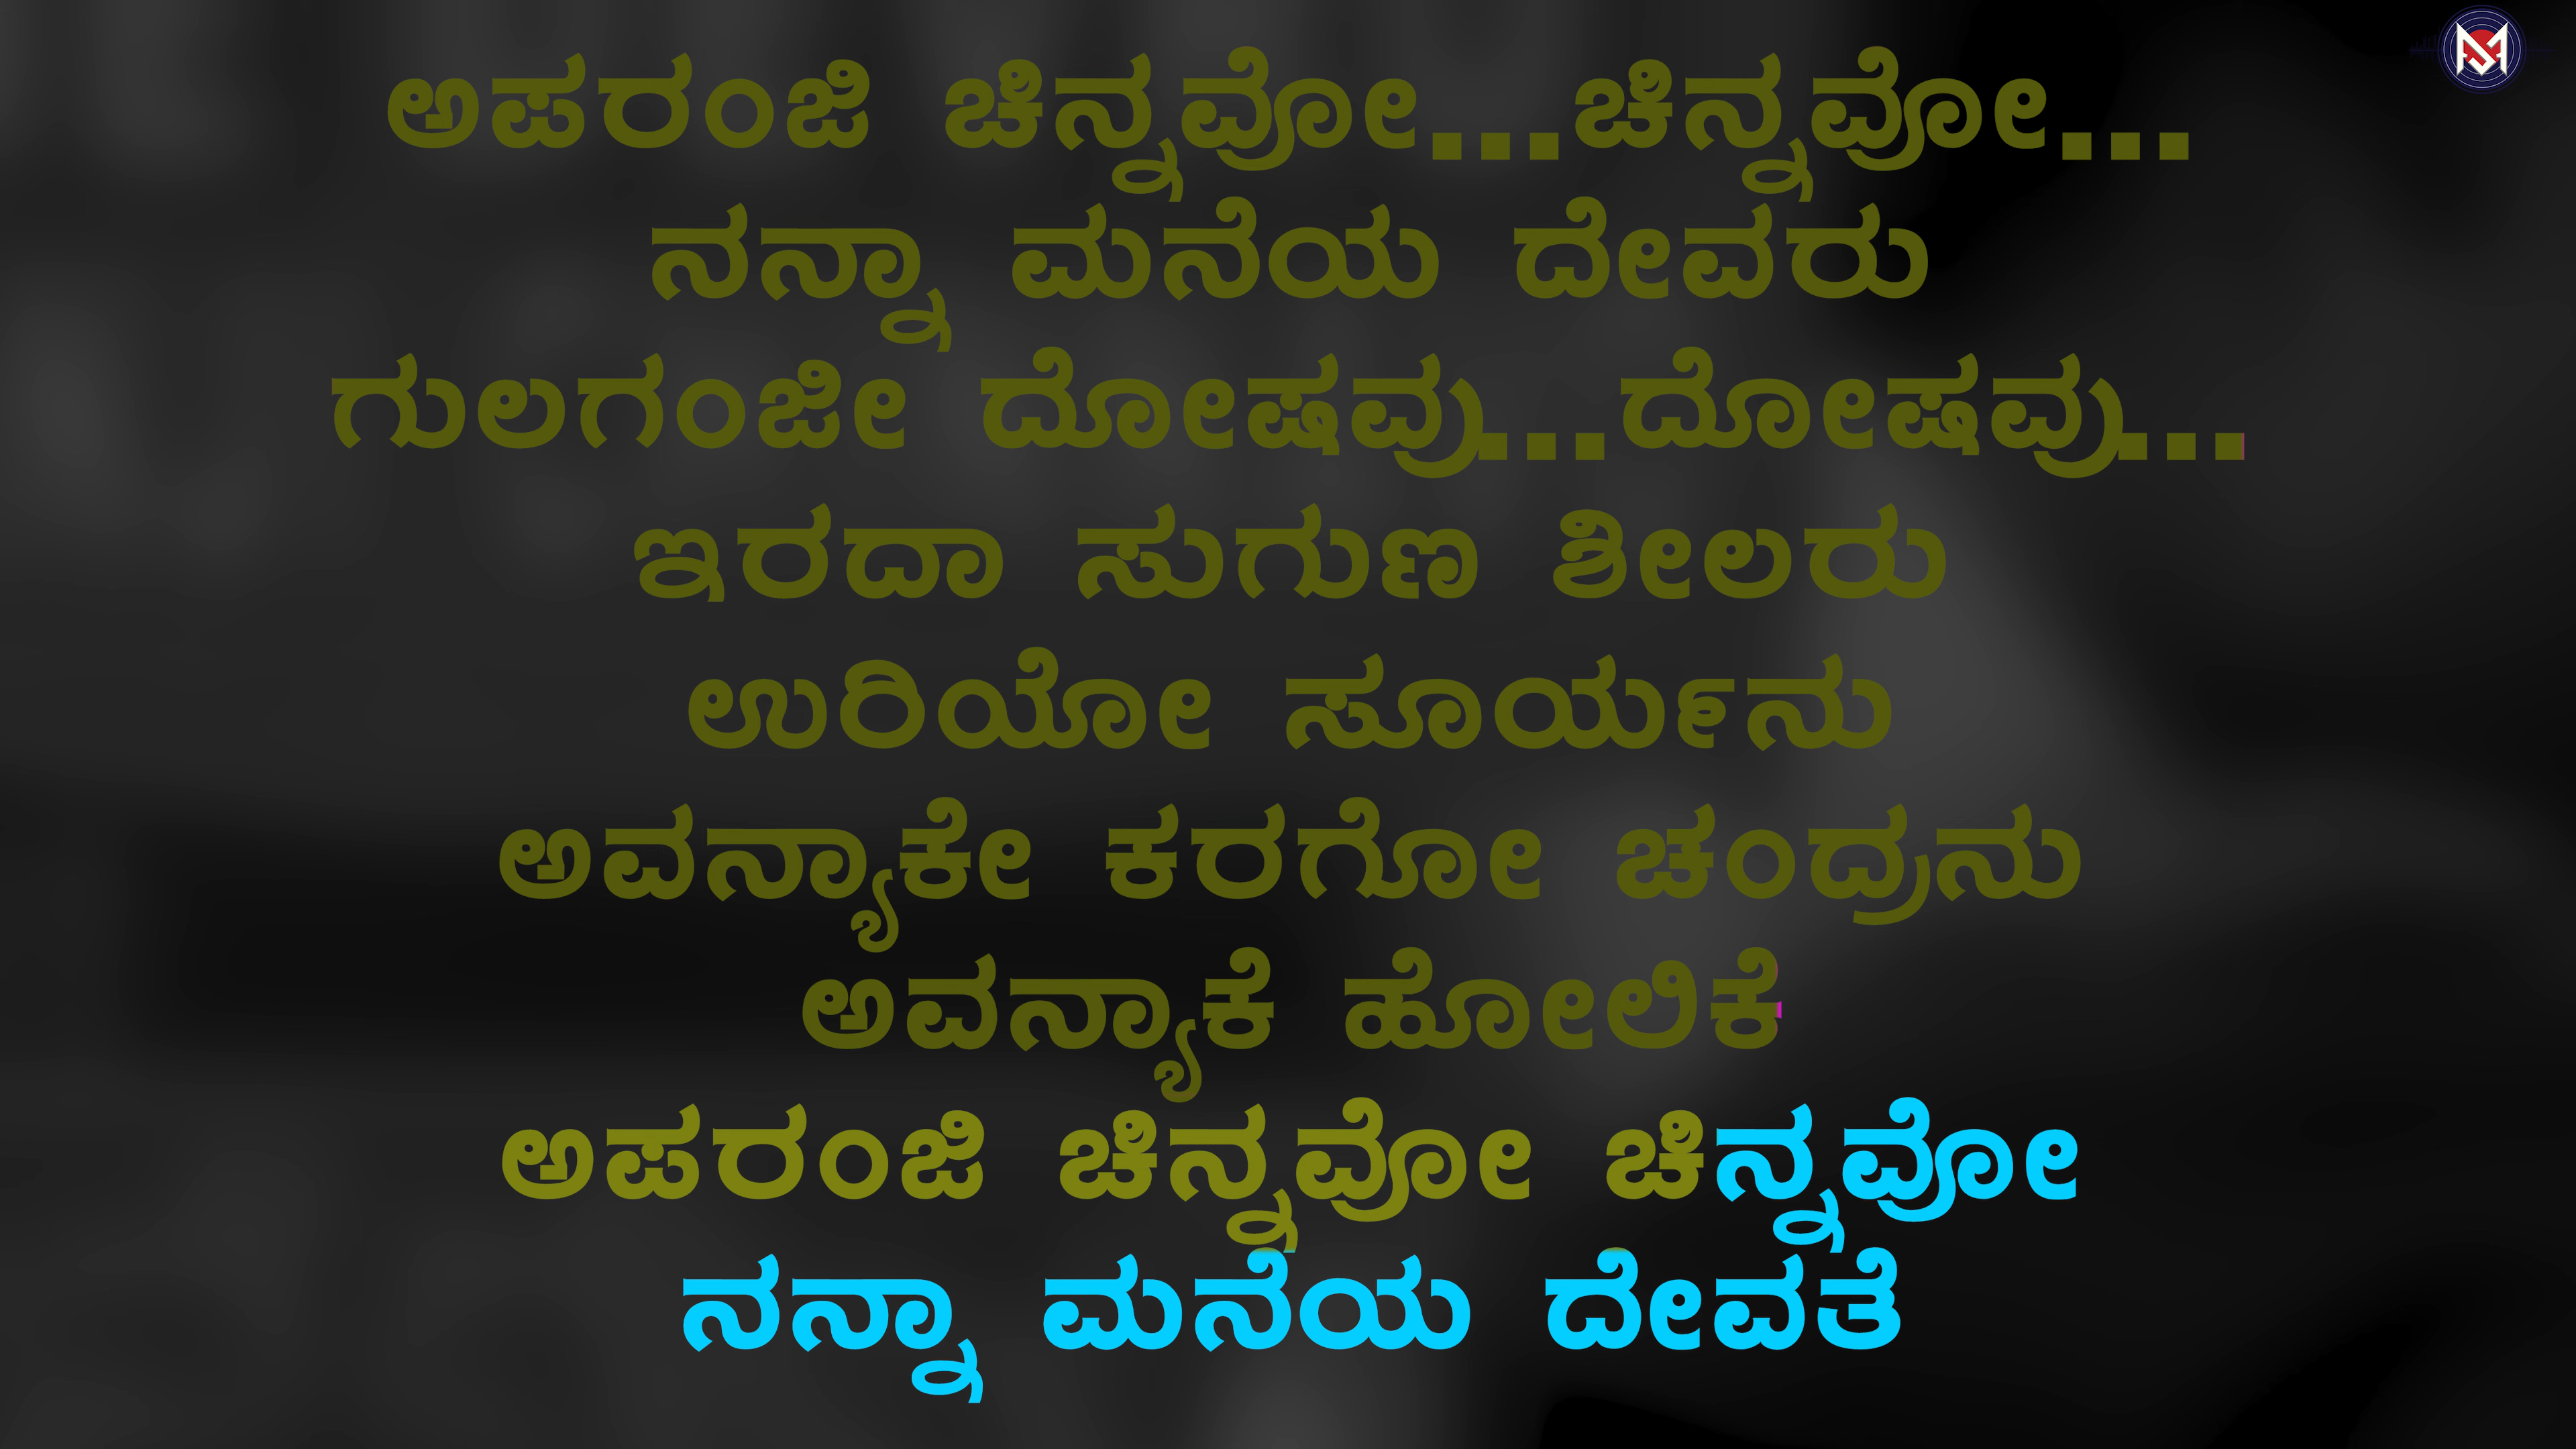 ಅಪರಂಜಿ ಚಿನ್ನವೋ...ಚಿನ್ನವೋ...
ನನ್ನಾ ಮನೆಯ ದೇವರು
ಗುಲಗಂಜೀ ದೋಷವು...ದೋಷವು...
ಇರದಾ ಸುಗುಣ ಶೀಲರು
ಉರಿಯೋ ಸೂರ್ಯನು
ಅವನ್ಯಾಕೇ ಕರಗೋ ಚಂದ್ರನು
ಅವನ್ಯಾಕೆ ಹೋಲಿಕೆ
ಅಪರಂಜಿ ಚಿನ್ನವೋ ಚಿನ್ನವೋ
ನನ್ನಾ ಮನೆಯ ದೇವತೆ